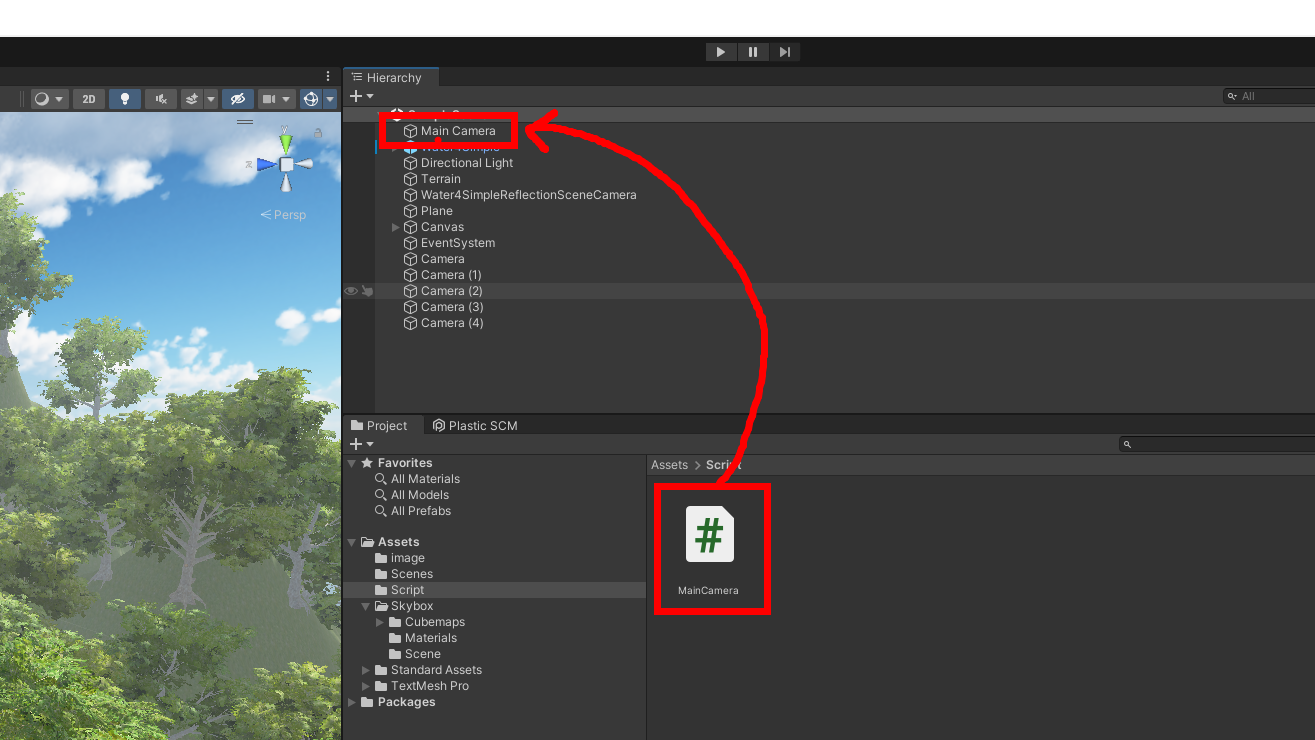 Hierarchy
2D
All
Main Camera
Directional Light
Terrain
Water4SimpleReflectionSceneCamera
Plane
Canvas
EventSystem
Camera
Camera (1)
Camera (2)
Camera (3)
Camera (4)
y
z
Persp
Project
Plastic SCM
Favorites
All Materials
All Models
All Prefabs
Assets
image
Scenes
Script
Skybox
Cubemaps
Materials
Scene
Standard Assets
TextMesh Pro
Packages
Assets > Script
#
MainCamera